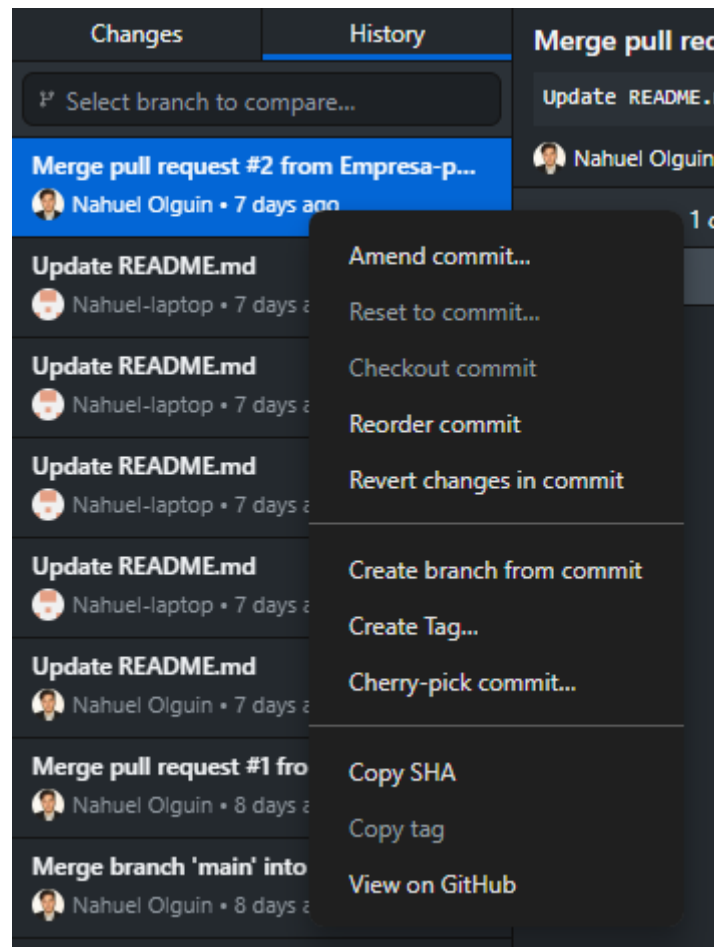 Changes
History
Select branch to compare...
Merge pull request #2 from Empresa-p...
Nahuel Olguin • 7 days ago
Update README.md
Nahuel-laptop • 7 days
Update README.md
Nahuel-laptop • 7 days
Update README.md
Nahuel-laptop • 7 days
Update README.md
Nahuel-laptop • 7 days
Update README.md
Nahuel Olguin • 7 days
Merge pull request #1 fro
Nahuel Olguin • 8 days
Merge branch 'main' into
Nahuel Olguin • 8 days
Amend commit...
Reset to commit...
Checkout commit
Reorder commit
Revert changes in commit
Create branch from commit
Create Tag...
Cherry-pick commit...
Copy SHA
Copy tag
View on GitHub
Merge pull
Update README.
Nahuel Olguin
1